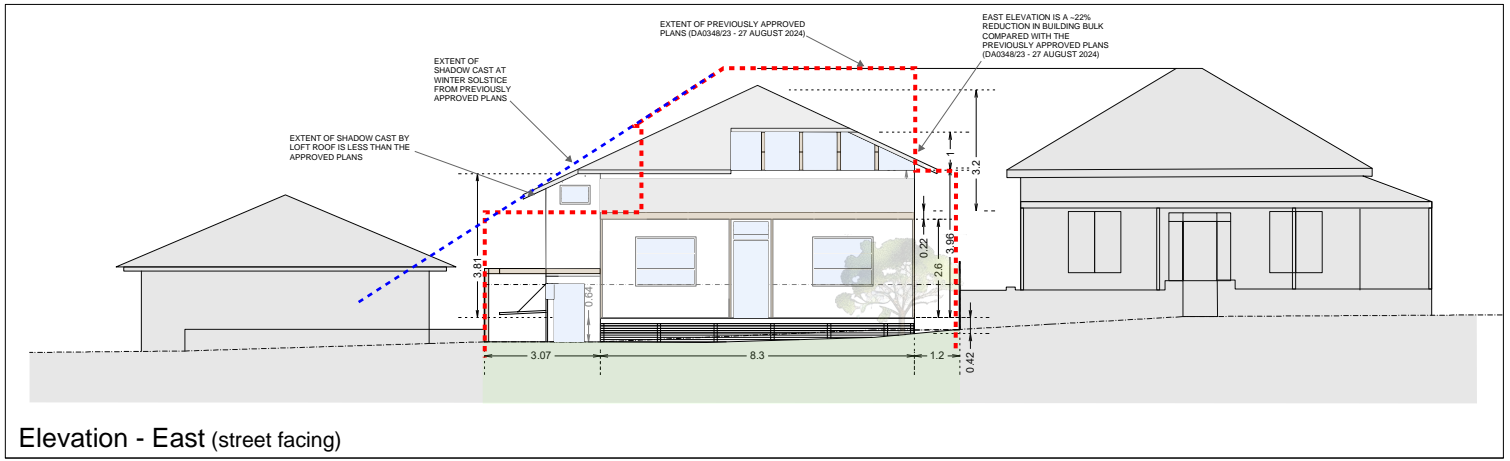 EXTENT OF PREVIOUSLY APPROVED
PLANS (DA0348/23 - 27 AUGUST 2024)
EAST ELEVATION IS A ~22%
REDUCTION IN BUILDING BULK
COMPARED WITH THE
PREVIOUSLY APPROVED PLANS
(DA0348/23 - 27 AUGUST 2024)
EXTENT OF
SHADOW CAST AT
WINTER SOLSTICE
FROM PREVIOUSLY
APPROVED PLANS
EXTENT OF SHADOW CAST BY
LOFT ROOF IS LESS THAN THE
APPROVED PLANS
1
3.2
3.81
0.22
3.96
2.6
0.64
0.42
3.07
8.3
1.2
Elevation - East (street facing)